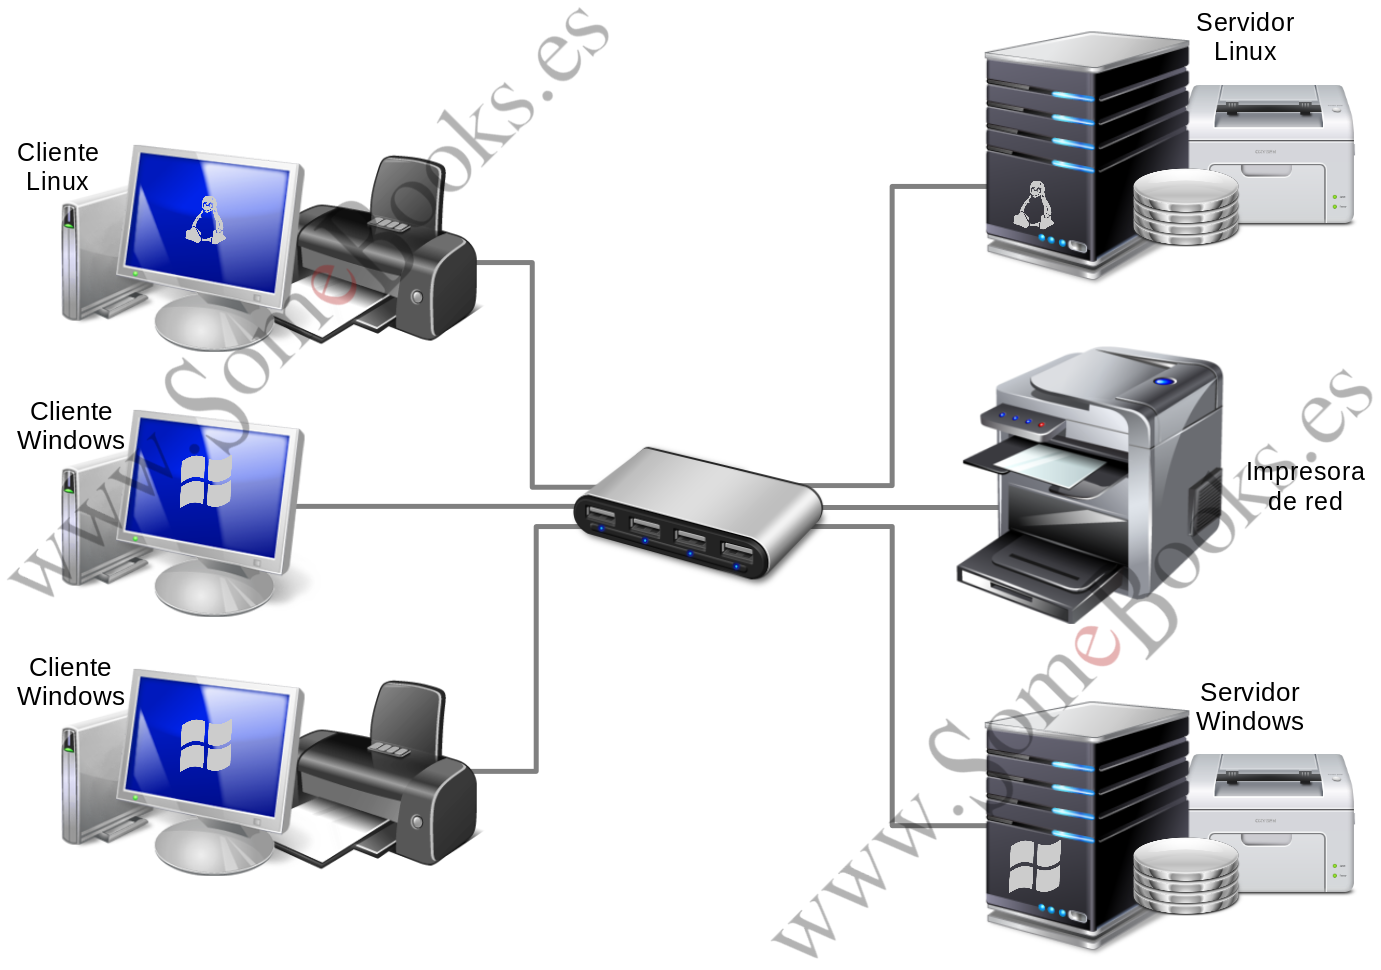 Servidor
Linux
Cliente
Linux
Cliente
Windows
Impresora
de red
Cliente
Windows
Servidor
Windows
www.SomeBooks.es
www.SomeBooks.es